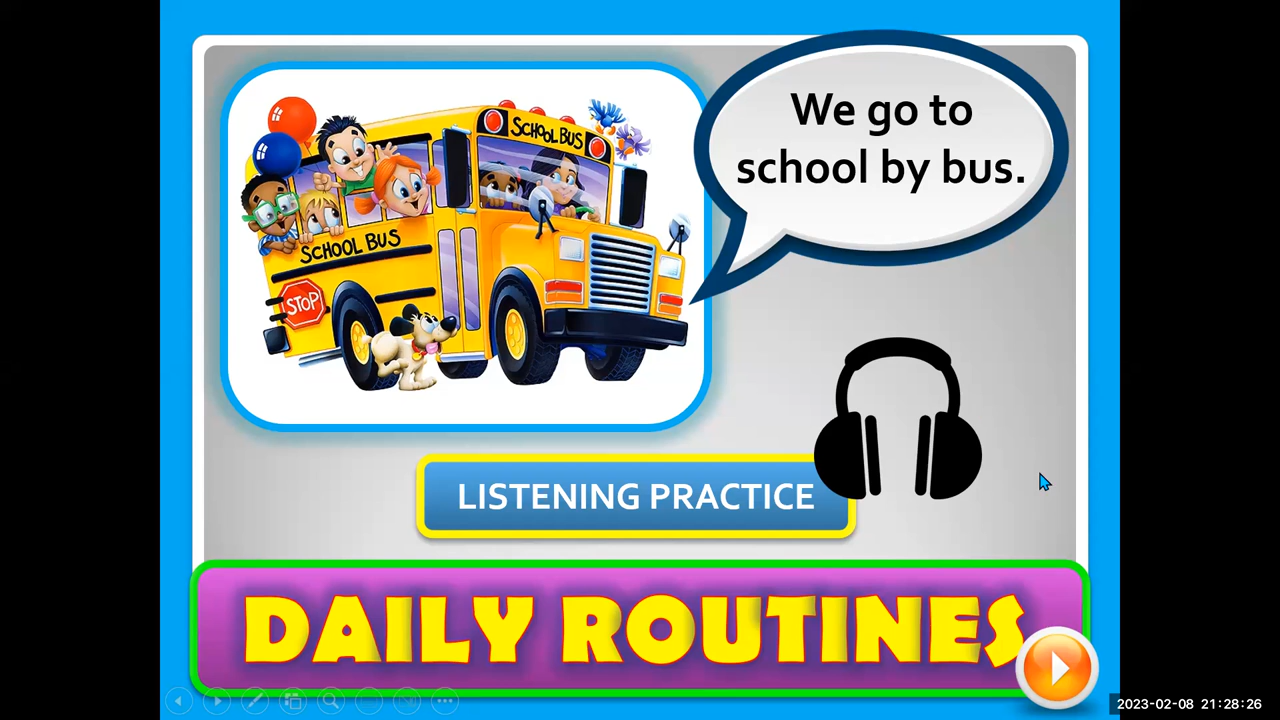 We go to
school by bus.
SCHOOL BUS
SCHOOL BUS
STOP
LISTENING PRACTICE
DAILY ROUTINES
2023-02-08 21:28:26